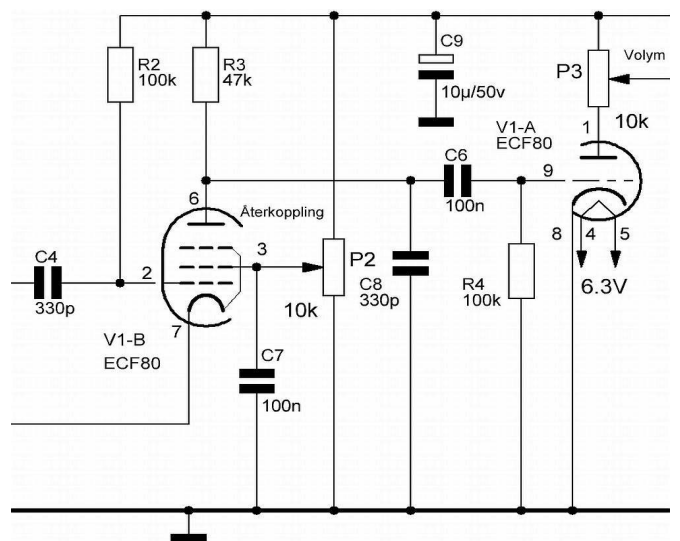 R2
100k
R3
47k
C9
10µ/50v
P3
Volym
10k
V1-A
ECF80
1
C6
100n
9
8
4
5
6.3V
6
Återkoppling
3
C4
330p
2
7
V1-B
ECF80
P2
10k
C8
330p
R4
100k
C7
100n